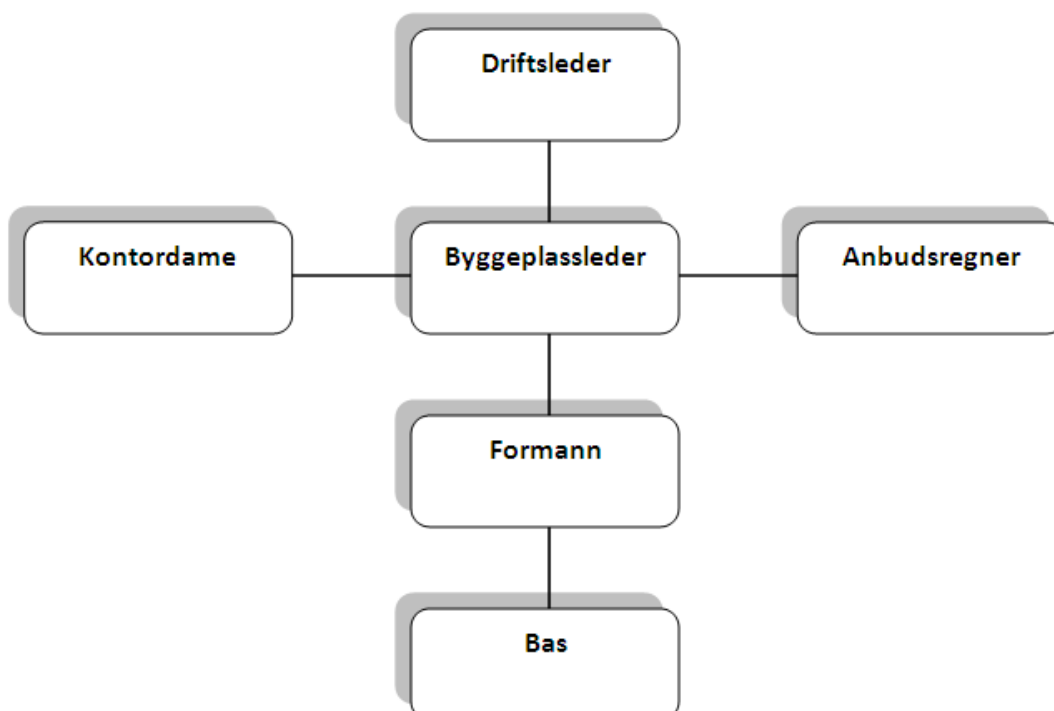 Driftsleder
Kontordame
Byggeplassleder
Anbudsregner
Formann
Bas